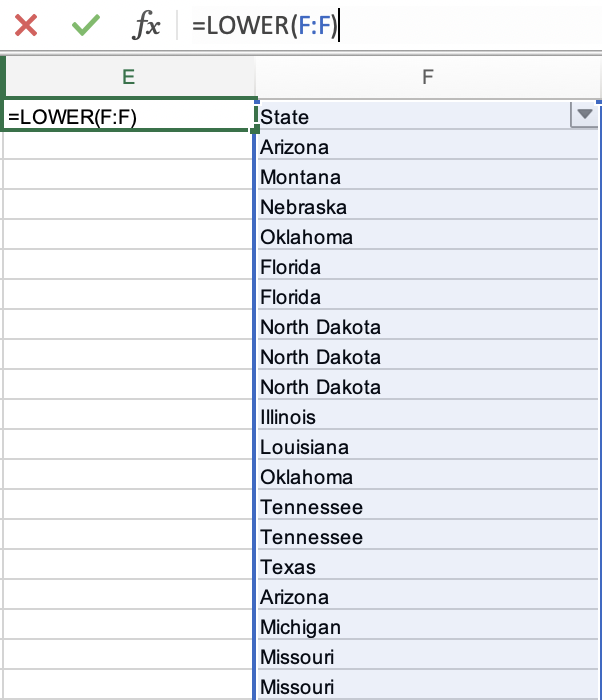 fx =LOWER(F:F)
E F
=LOWER(F:F) State
Arizona
Montana
Nebraska
Oklahoma
Florida
Florida
North Dakota
North Dakota
North Dakota
Illinois
Louisiana
Oklahoma
Tennessee
Tennessee
Texas
Arizona
Michigan
Missouri
Missouri